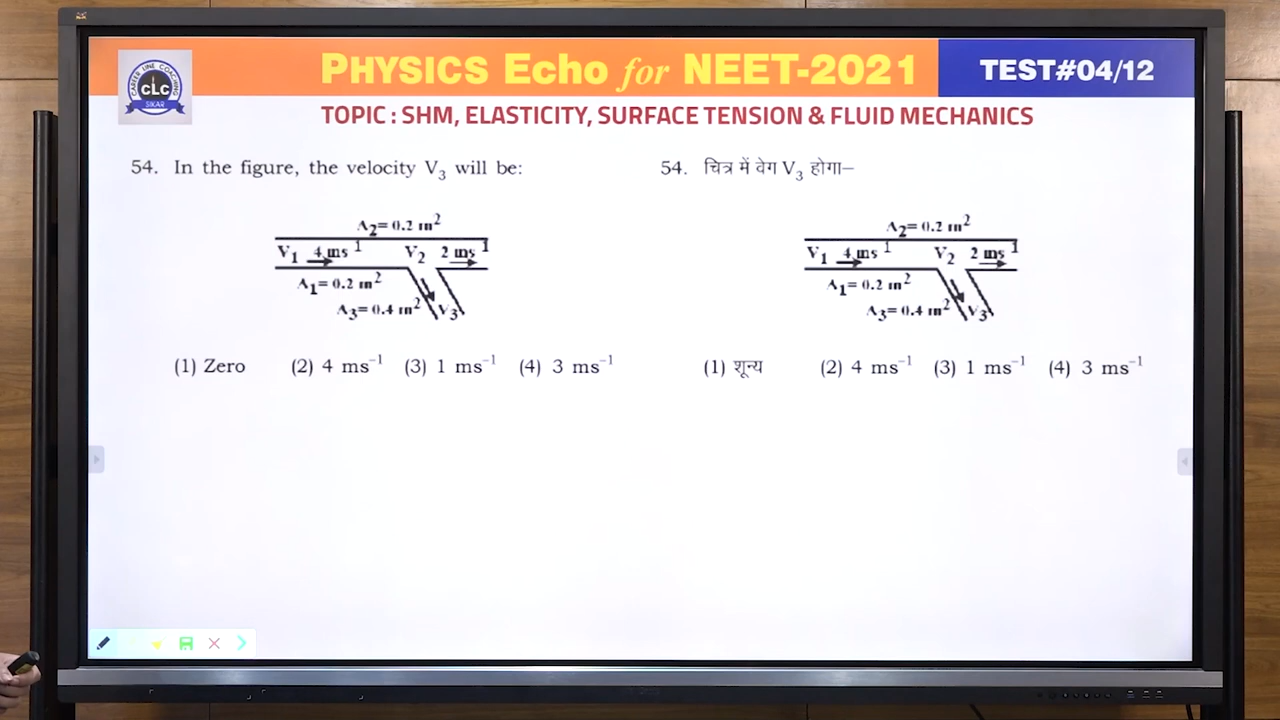 PHYSICS Echo for NEET-2021
TEST#04/12
CAREER LINE COACHING
CLC
SIKAR
TOPIC : SHM, ELASTICITY, SURFACE TENSION & FLUID MECHANICS
54. In the figure, the velocity V₃ will be:
A₂= 0.2 m²
V₁ 4 ms⁻¹ V₂ 2 ms⁻¹
A₁= 0.2 m²
A₃= 0.4 m² V₃
(1) Zero (2) 4 ms⁻¹ (3) 1 ms⁻¹ (4) 3 ms⁻¹
54. चित्र में वेग V₃ होगा–
A₂= 0.2 m²
V₁ 4 ms⁻¹ V₂ 2 ms⁻¹
A₁= 0.2 m²
A₃= 0.4 m² V₃
(1) शून्य (2) 4 ms⁻¹ (3) 1 ms⁻¹ (4) 3 ms⁻¹